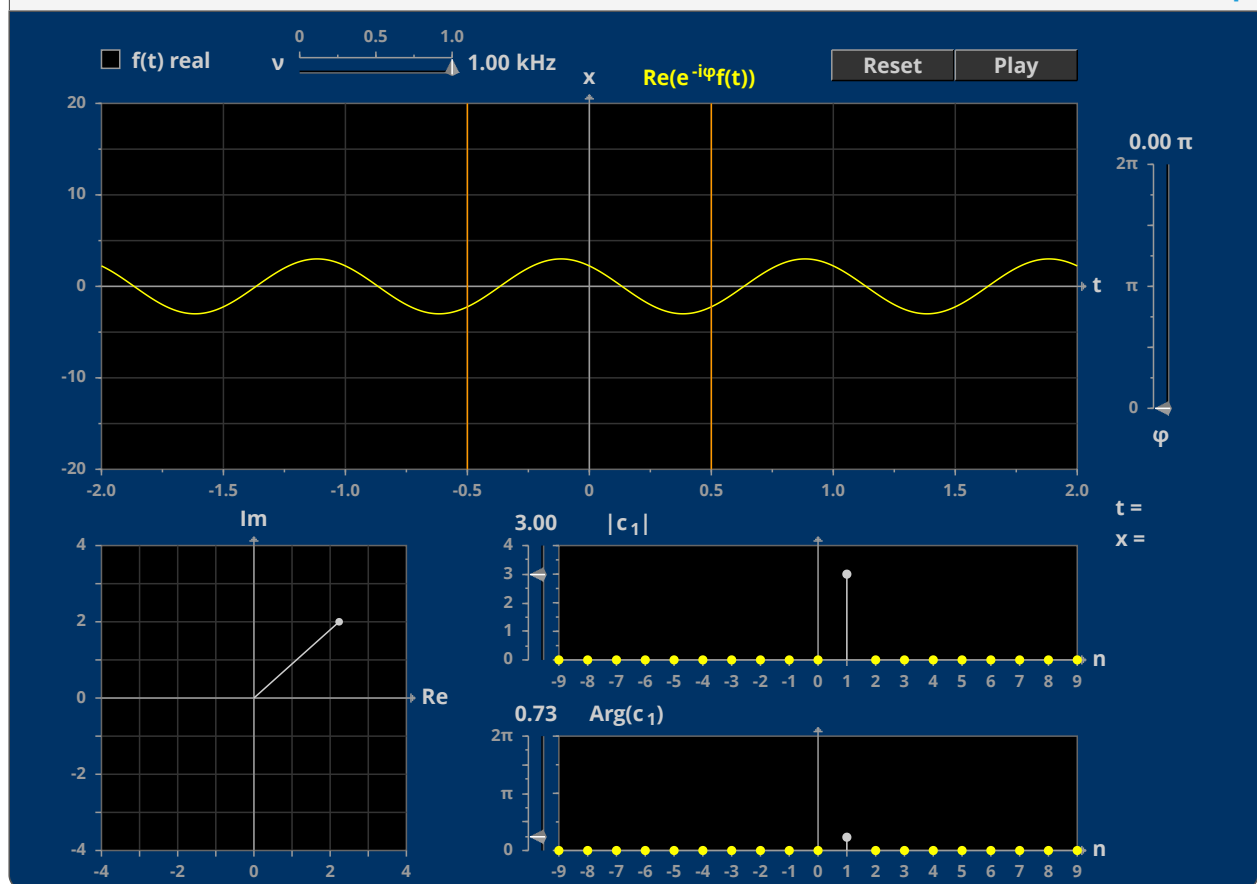 0 0.5 1.0
f(t) real ν 1.00 kHz Reset Play
x Re(e⁻ⁱᵠf(t))
20
10
0
-10
-20
t
-2.0 -1.5 -1.0 -0.5 0 0.5 1.0 1.5 2.0
0.00 π
2π
π
0
φ
t =
x =
Im
4
2
0
-2
-4
Re
-4 -2 0 2 4
3.00 |c₁|
4
3
2
1
0
n
-9 -8 -7 -6 -5 -4 -3 -2 -1 0 1 2 3 4 5 6 7 8 9
0.73 Arg(c₁)
2π
π
0
n
-9 -8 -7 -6 -5 -4 -3 -2 -1 0 1 2 3 4 5 6 7 8 9